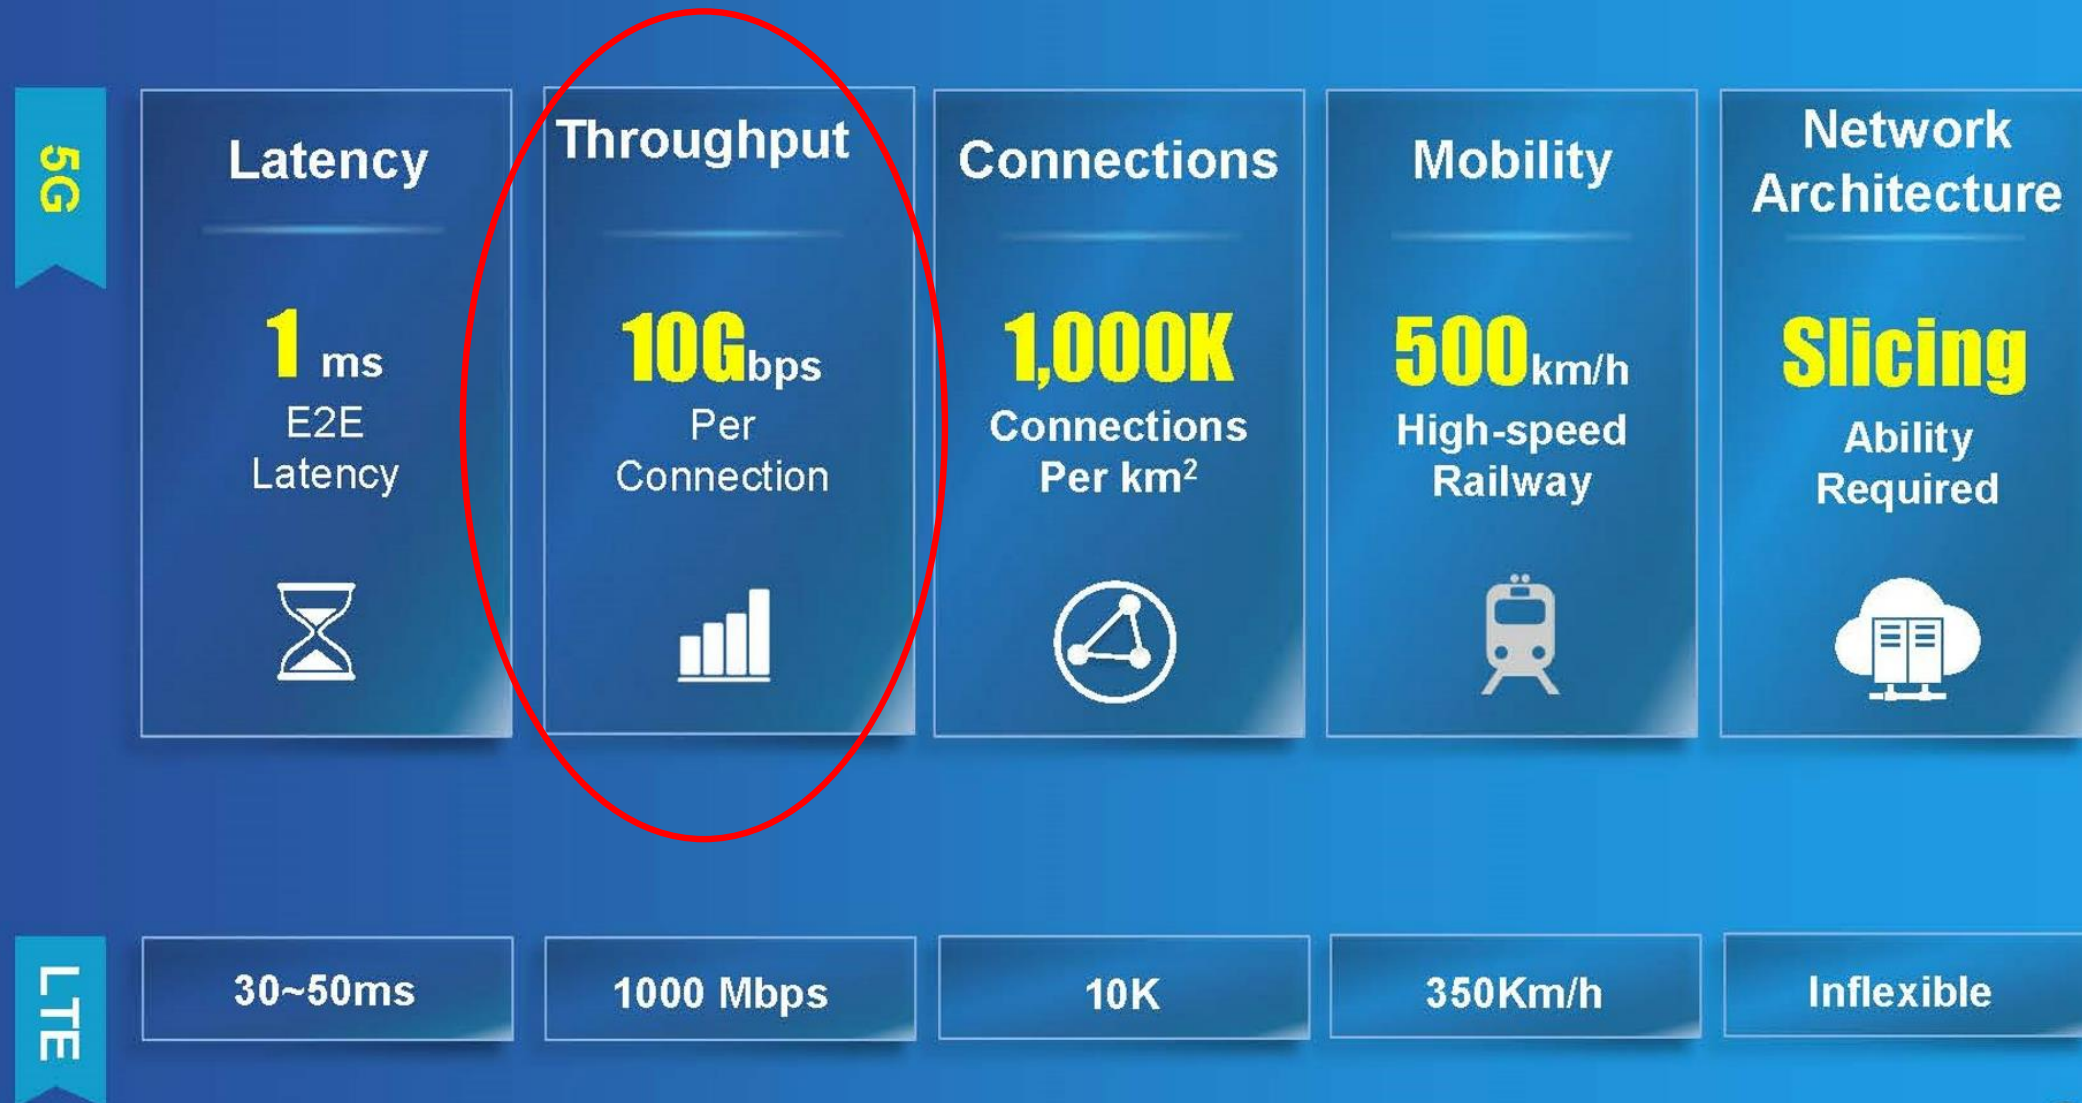 5G
Latency
1 ms
E2E
Latency
Throughput
10Gbps
Per
Connection
Connections
1,000K
Connections
Per km²
Mobility
500km/h
High-speed
Railway
Network
Architecture
Slicing
Ability
Required
LTE
30~50ms
1000 Mbps
10K
350Km/h
Inflexible